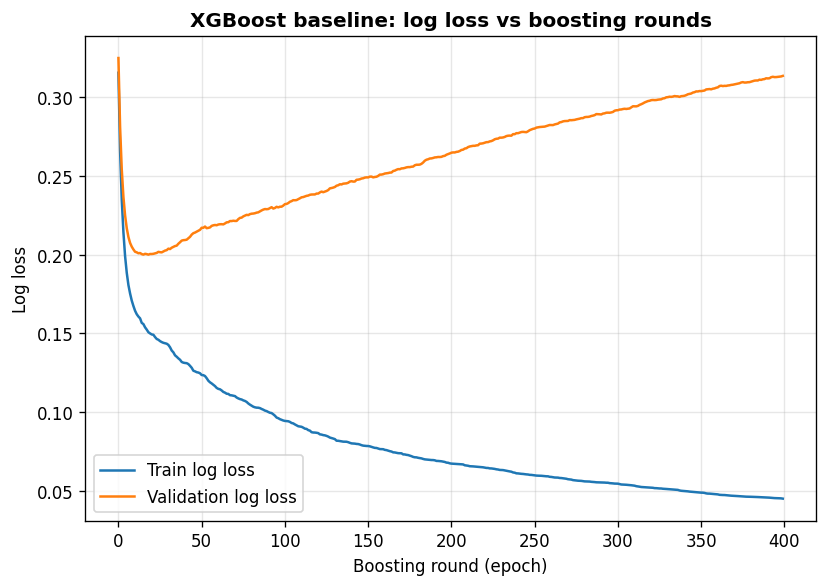 XGBoost baseline: log loss vs boosting rounds
Log loss
0.30
0.25
0.20
0.15
0.10
0.05
Train log loss
Validation log loss
0 50 100 150 200 250 300 350 400
Boosting round (epoch)